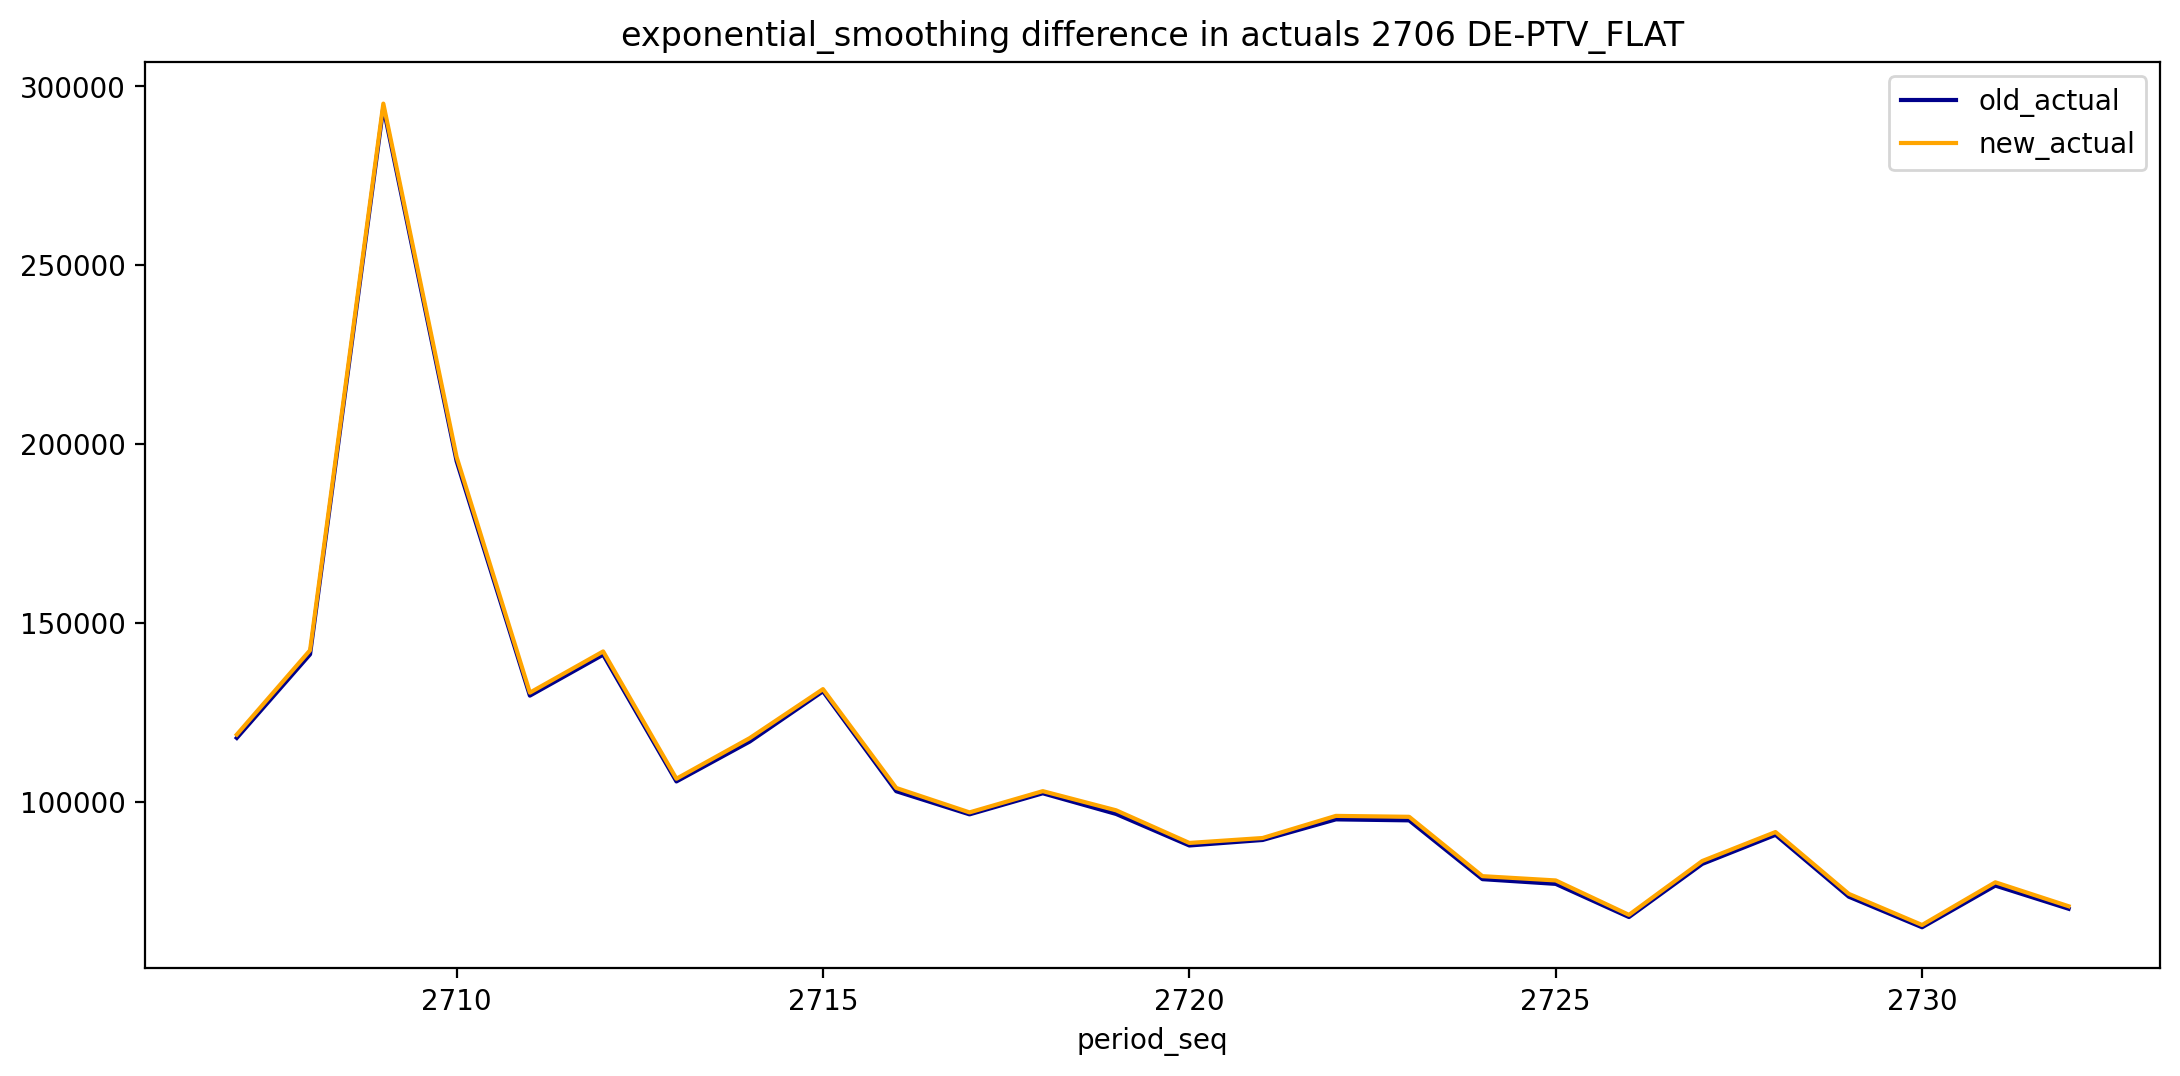 exponential_smoothing difference in actuals 2706 DE-PTV_FLAT
old_actual
new_actual
300000
250000
200000
150000
100000
2710 2715 2720 2725 2730
period_seq